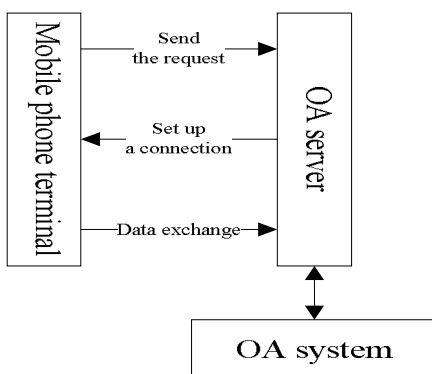 Mobile phone terminal
Send
the request
Set up
a connection
Data exchange
OA server
OA system